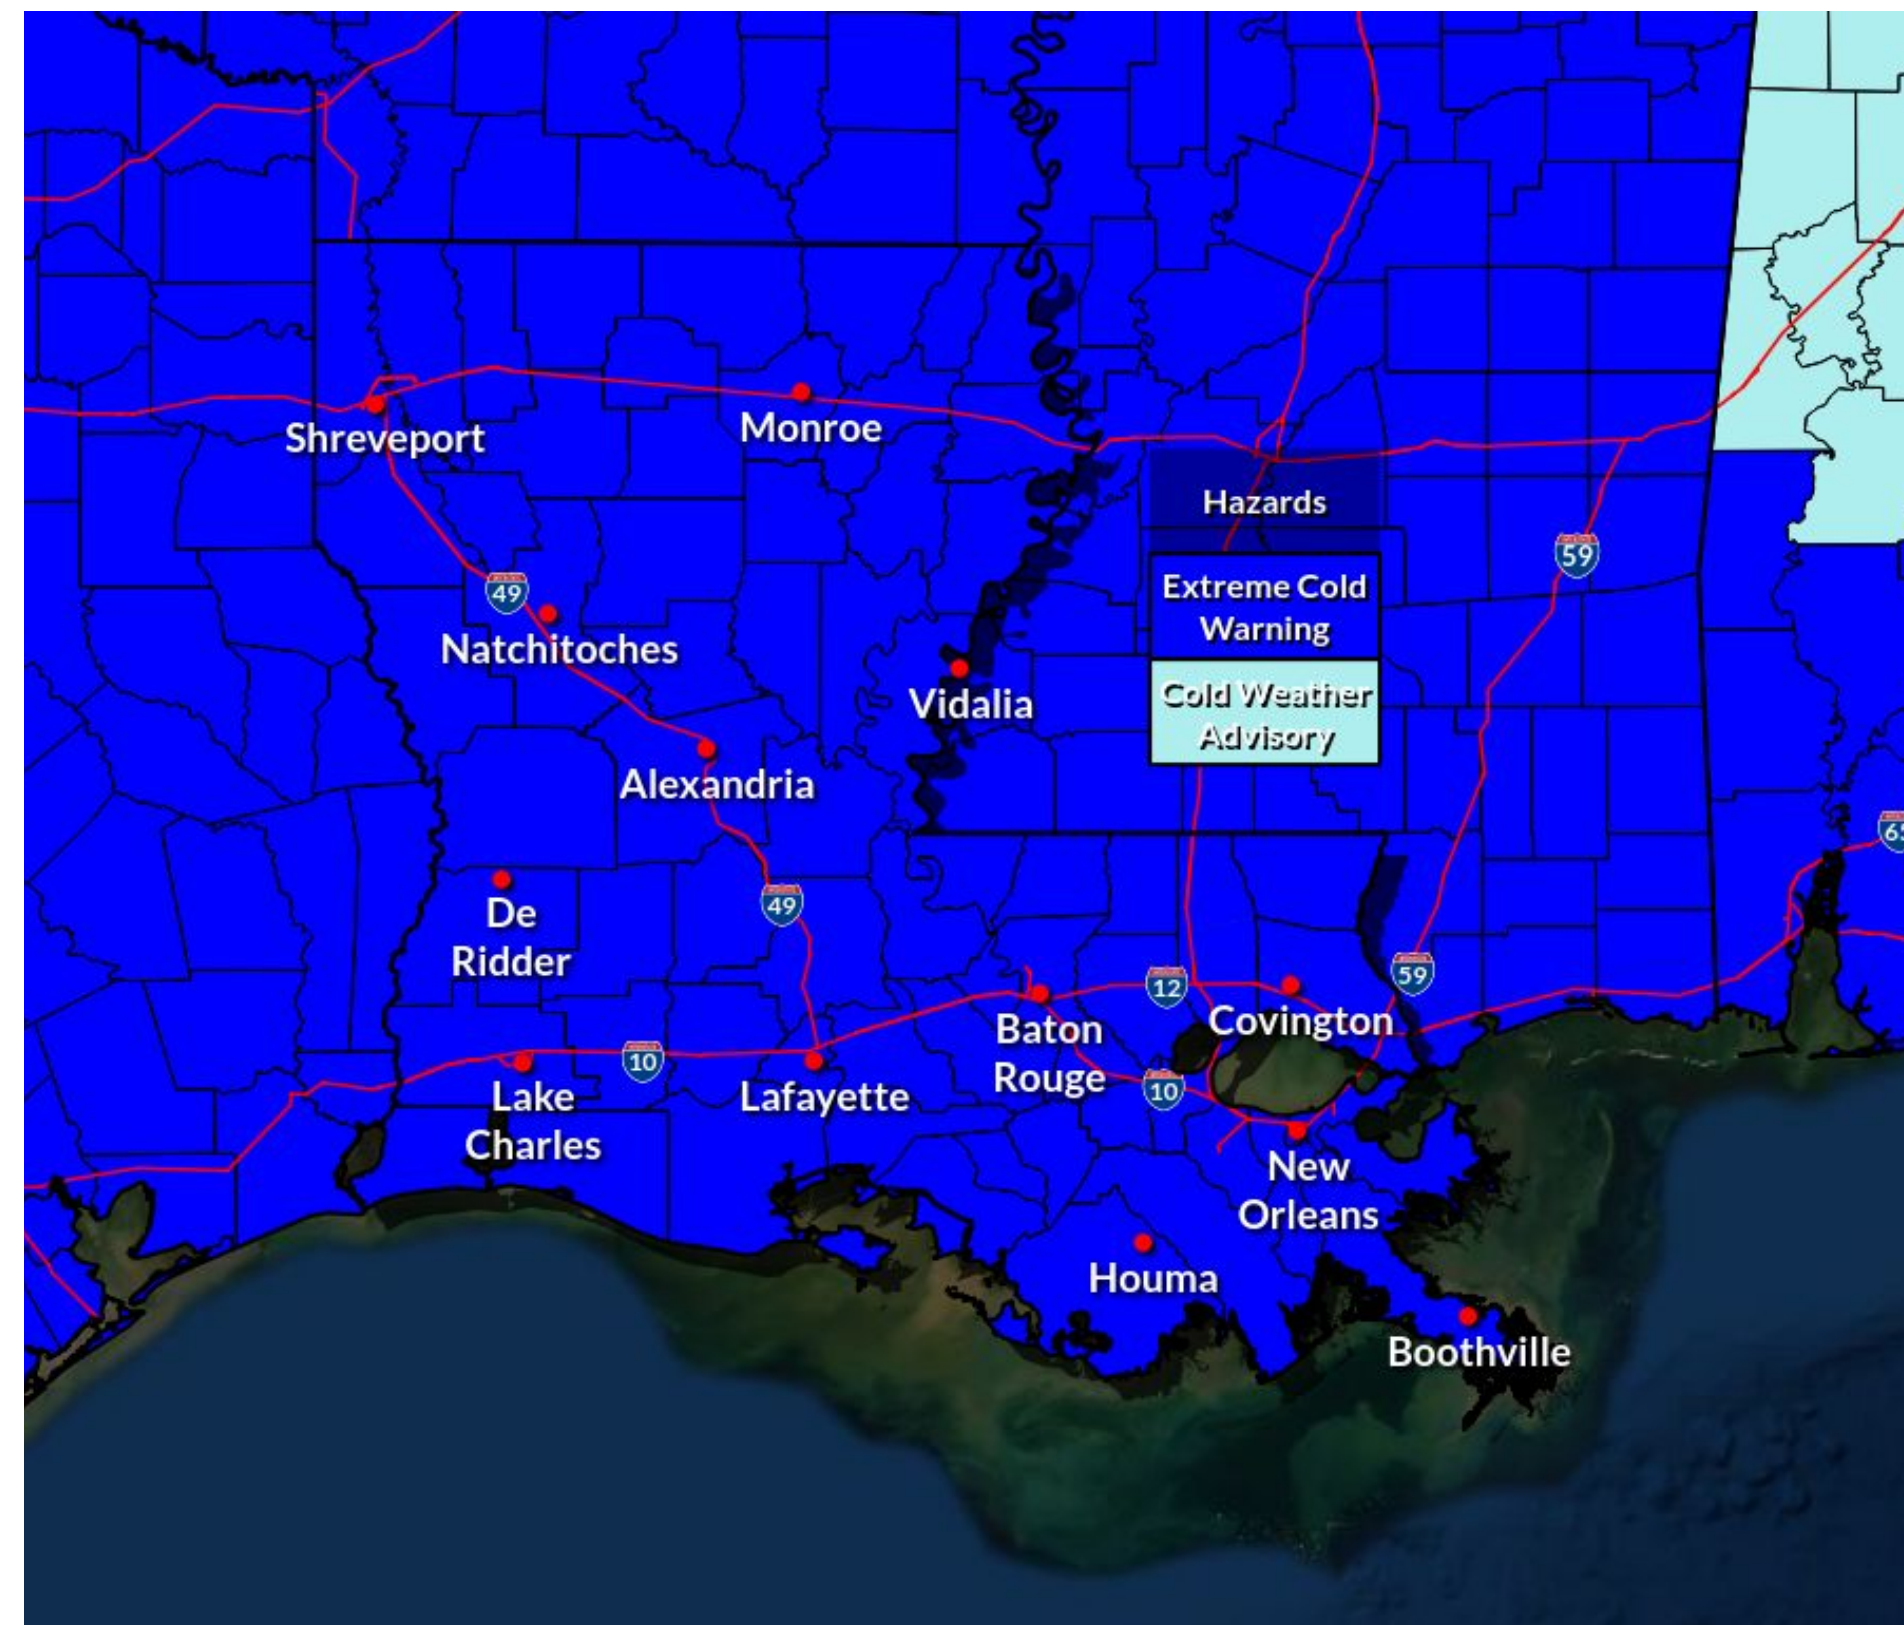 Shreveport
Monroe
Hazards
59
Extreme Cold
Warning
49
Natchitoches
Vidalia
Cold Weather
Advisory
Alexandria
49
De
Ridder
59
12
Baton
Rouge
Covington
10
Lake
Charles
Lafayette
10
New
Orleans
Houma
Boothville